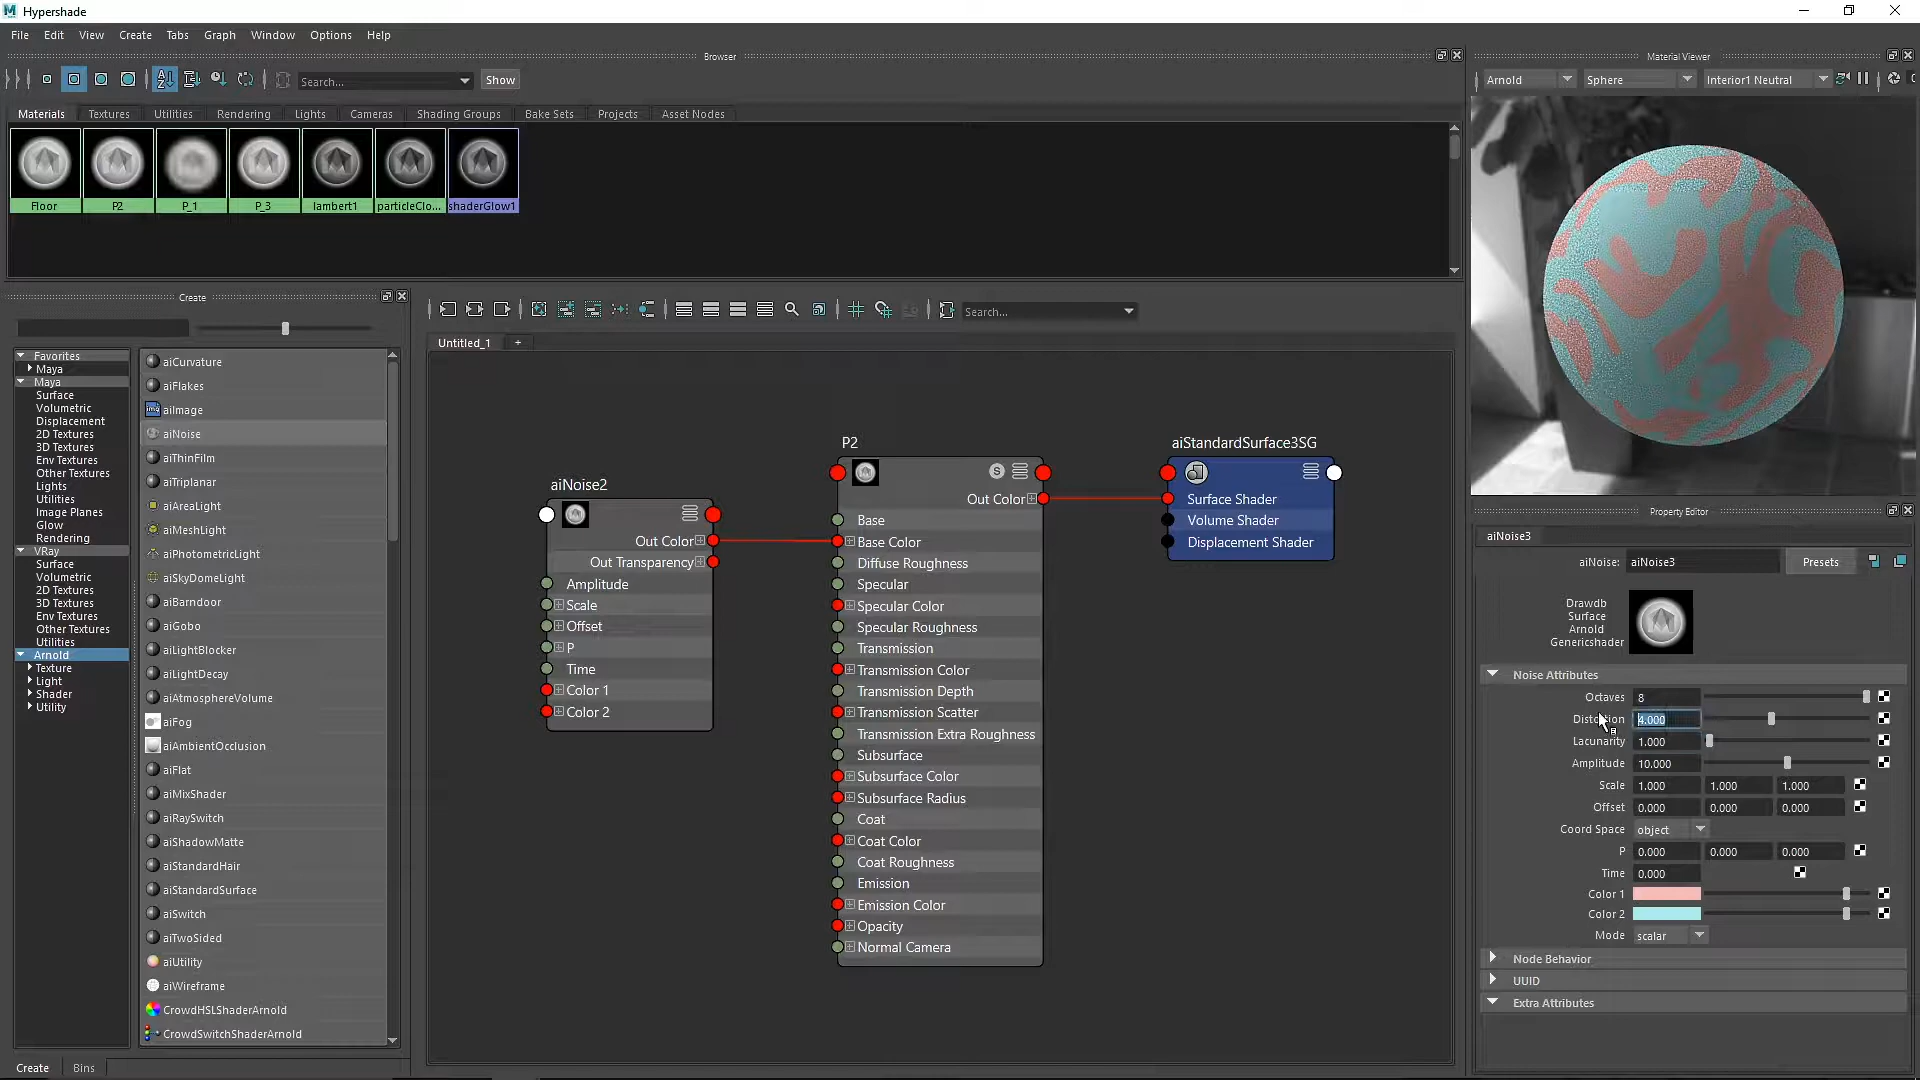 Hypershade
File Edit View Create Tabs Graph Window Options Help
Browser
Search...
Show
Materials Textures Utilities Rendering Lights Cameras Shading Groups Bake Sets Projects Asset Nodes
Floor P2 P_1 P_3 lambert1 particleClo... shaderGlow1
Create
Favorites
Maya
Maya
Surface
Volumetric
Displacement
2D Textures
3D Textures
Env Textures
Other Textures
Lights
Utilities
Image Planes
Glow
Rendering
VRay
Surface
Volumetric
2D Textures
3D Textures
Env Textures
Other Textures
Utilities
Arnold
Texture
Light
Shader
Utility
aiCurvature
aiFlakes
aiImage
aiNoise
aiThinFilm
aiTriplanar
aiAreaLight
aiMeshLight
aiPhotometricLight
aiSkyDomeLight
aiBarndoor
aiGobo
aiLightBlocker
aiLightDecay
aiAtmosphereVolume
aiFog
aiAmbientOcclusion
aiFlat
aiMixShader
aiRaySwitch
aiShadowMatte
aiStandardHair
aiStandardSurface
aiSwitch
aiTwoSided
aiUtility
aiWireframe
CrowdHSLShaderArnold
CrowdSwitchShaderArnold
Create Bins
Search...
Untitled_1 +
aiNoise2
Out Color
Out Transparency
Amplitude
Scale
Offset
P
Time
Color 1
Color 2
P2
S
Out Color
Base
Base Color
Diffuse Roughness
Specular
Specular Color
Specular Roughness
Transmission
Transmission Color
Transmission Depth
Transmission Scatter
Transmission Extra Roughness
Subsurface
Subsurface Color
Subsurface Radius
Coat
Coat Color
Coat Roughness
Emission
Emission Color
Opacity
Normal Camera
aiStandardSurface3SG
Surface Shader
Volume Shader
Displacement Shader
Material Viewer
Arnold Sphere Interior1 Neutral
Property Editor
aiNoise3
aiNoise: aiNoise3 Presets
Drawdb
Surface
Arnold
Genericshader
Noise Attributes
Octaves 8
Distortion 4.000
Lacunarity 1.000
Amplitude 10.000
Scale 1.000 1.000 1.000
Offset 0.000 0.000 0.000
Coord Space object
P 0.000 0.000 0.000
Time 0.000
Color 1
Color 2
Mode scalar
Node Behavior
UUID
Extra Attributes